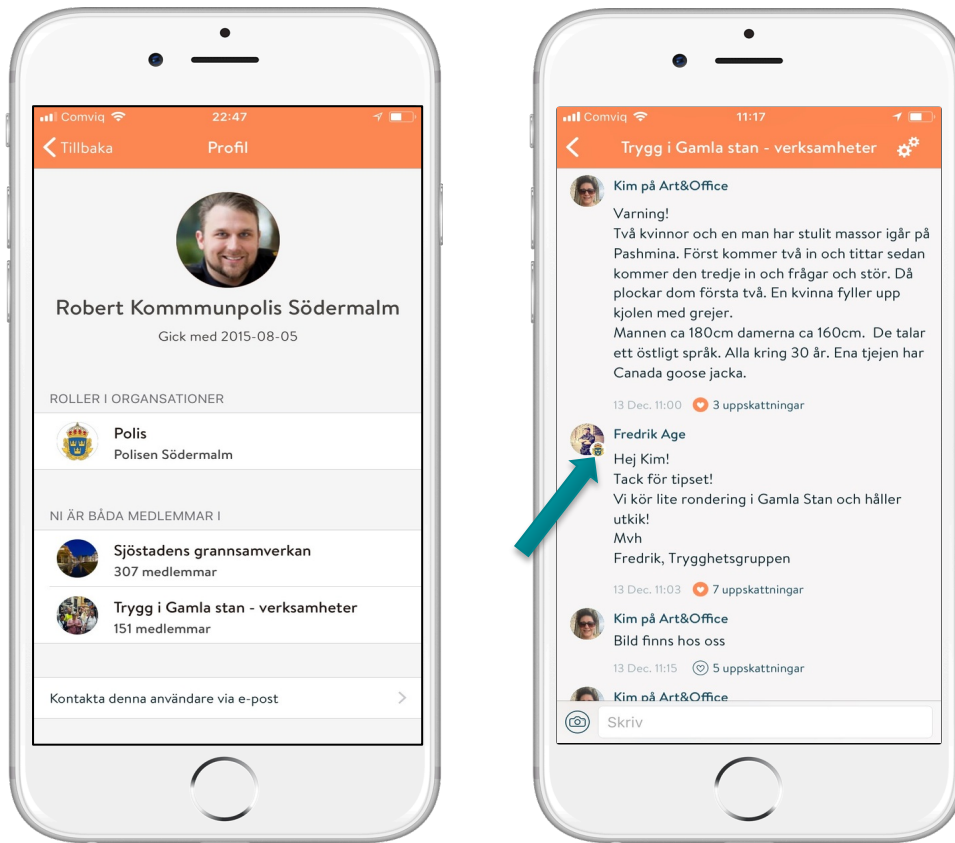 Comviq
22:47
Tillbaka
Profil
Robert Kommmunpolis Södermalm
Gick med 2015-08-05
ROLLER I ORGANSATIONER
Polis
Polisen Södermalm
NI ÄR BÅDA MEDLEMMAR I
Sjöstadens grannsamverkan
307 medlemmar
Trygg i Gamla stan - verksamheter
151 medlemmar
Kontakta denna användare via e-post
Comviq
11:17
Trygg i Gamla stan - verksamheter
Kim på Art&Office
Varning!
Två kvinnor och en man har stulit massor igår på
Pashmina. Först kommer två in och tittar sedan
kommer den tredje in och frågar och stör. Då
plockar dom första två. En kvinna fyller upp
kjolen med grejer.
Mannen ca 180cm damerna ca 160cm. De talar
ett östligt språk. Alla kring 30 år. Ena tjejen har
Canada goose jacka.
13 Dec. 11:00 3 uppskattningar
Fredrik Age
Hej Kim!
Tack för tipset!
Vi kör lite rondering i Gamla Stan och håller
utkik!
Mvh
Fredrik, Trygghetsgruppen
13 Dec. 11:03 7 uppskattningar
Kim på Art&Office
Bild finns hos oss
13 Dec. 11:15 5 uppskattningar
Kim på Art&Office
Skriv